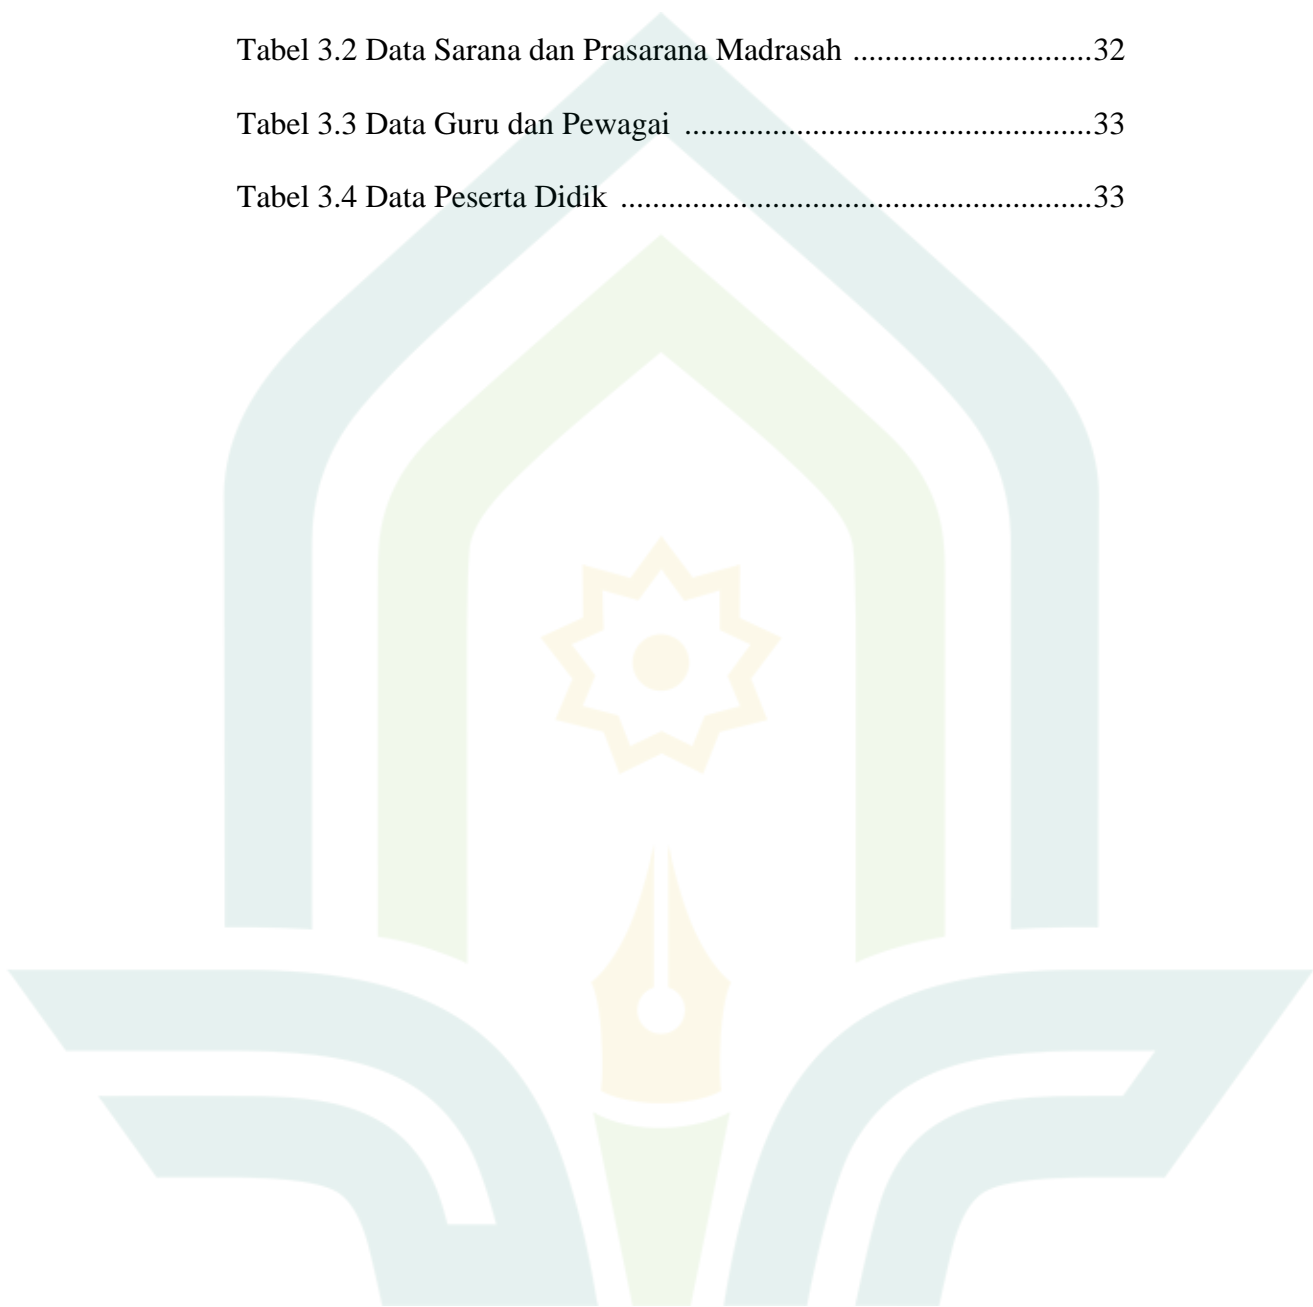 Tabel 3.2 Data Sarana dan Prasarana Madrasah ..............................32
Tabel 3.3 Data Guru dan Pewagai ...................................................33
Tabel 3.4 Data Peserta Didik ...........................................................33